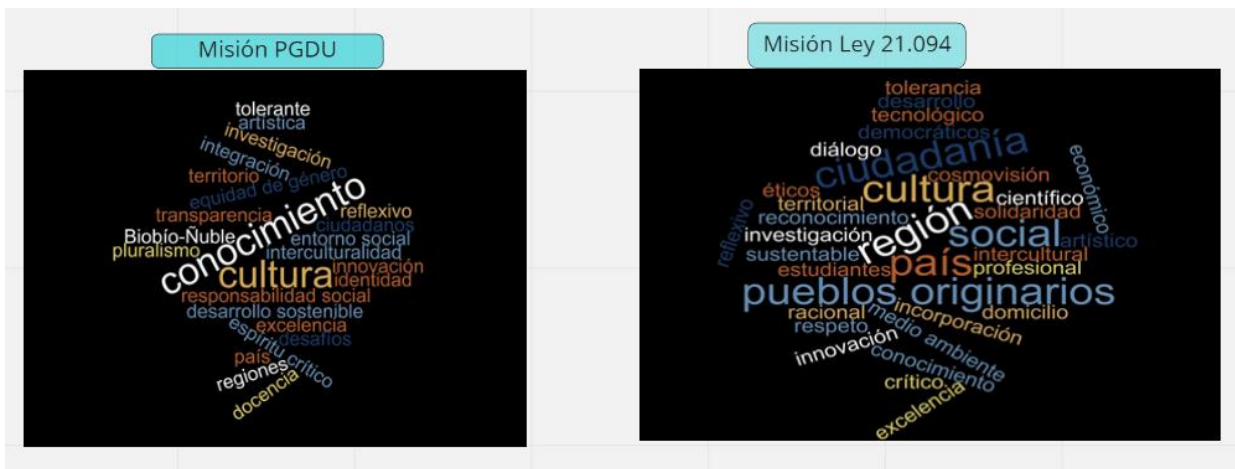 Misión PGDU
tolerante
artística
investigación
integración
territorio
equidad de género
conocimiento
transparencia
reflexivo
ciudadanos
Biobío-Ñuble
entorno social
pluralismo
interculturalidad
cultura
innovación
identidad
responsabilidad social
desarrollo sostenible
excelencia
espíritu crítico
desafíos
país
regiones
docencia
Misión Ley 21.094
tolerancia
desarrollo
tecnológico
democráticos
diálogo
ciudadanía
económico
cosmovisión
éticos
cultura
científico
territorial
reflexivo
reconocimiento
región
solidaridad
investigación
social
artístico
sustentable
intercultural
estudiantes
país
profesional
pueblos originarios
racional
medio ambiente
incorporación
domicilio
respeto
innovación
conocimiento
crítico
excelencia